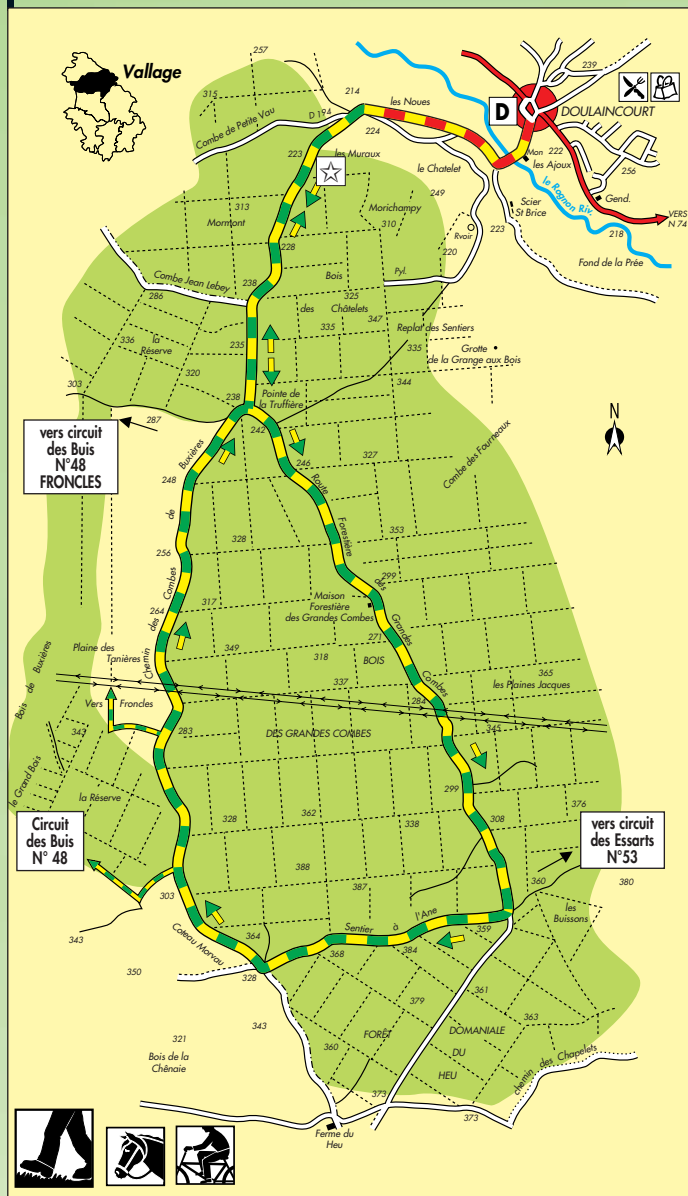 Vallage
257
315
214
D 194
les Noues
Combe de Petite Vau
224
239
D
DOULAINCOURT
222
Mon
les Ajoux
256
223
les Muraux
le Chatelet
le Rognon Riv.
Gend.
Scier
St Brice
VERS
N 74
249
313
Mormont
Morichampy
310
Rvoir
223
218
220
Fond de la Prée
228
Combe Jean Lebey
238
Bois
Pyl.
286
325
des Châtelets
347
235
335
Replat des Sentiers
336
la
Réserve
335
Grotte
de la Grange aux Bois
320
303
344
238
Pointe de
la Truffière
287
242
N
vers circuit
des Buis
N°48
FRONCLES
Chemin des Combes de Buxières
246
327
Combe des Fourneaux
248
Route Forestière des Grandes Combes
328
353
256
299
Maison
Forestière
des Grandes Combes
264
317
271
349
318
BOIS
Plaine des
Tanières
365
337
les Plaines Jacques
Bois de Buxières
284
Vers Froncles
343
283
DES GRANDES COMBES
345
le Grand Bois
299
la Réserve
376
362
328
338
308
Circuit
des Buis
N° 48
vers circuit
des Essarts
N°53
388
387
360
380
303
les
Buissons
Sentier à l'Ane
343
Coteau Morvau
364
359
384
368
350
328
361
379
363
343
321
FORÊT
DOMANIALE
DU
HEU
360
Bois de la
Chênaie
chemin des Chapelets
373
373
Ferme du
Heu